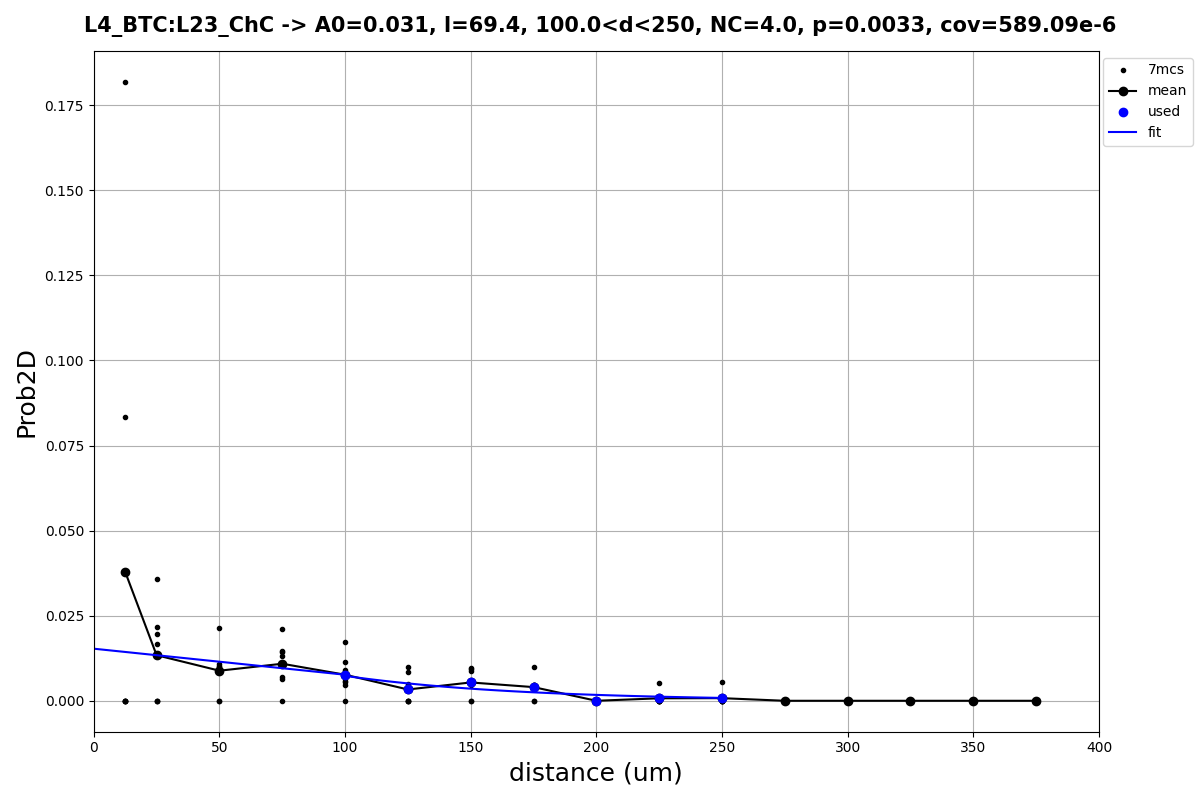 L4_BTC:L23_ChC -> A0=0.031, l=69.4, 100.0<d<250, NC=4.0, p=0.0033, cov=589.09e-6
7mcs
mean
used
fit
0.175
0.150
0.125
0.100
0.075
0.050
0.025
0.000
Prob2D
0 50 100 150 200 250 300 350 400
distance (um)